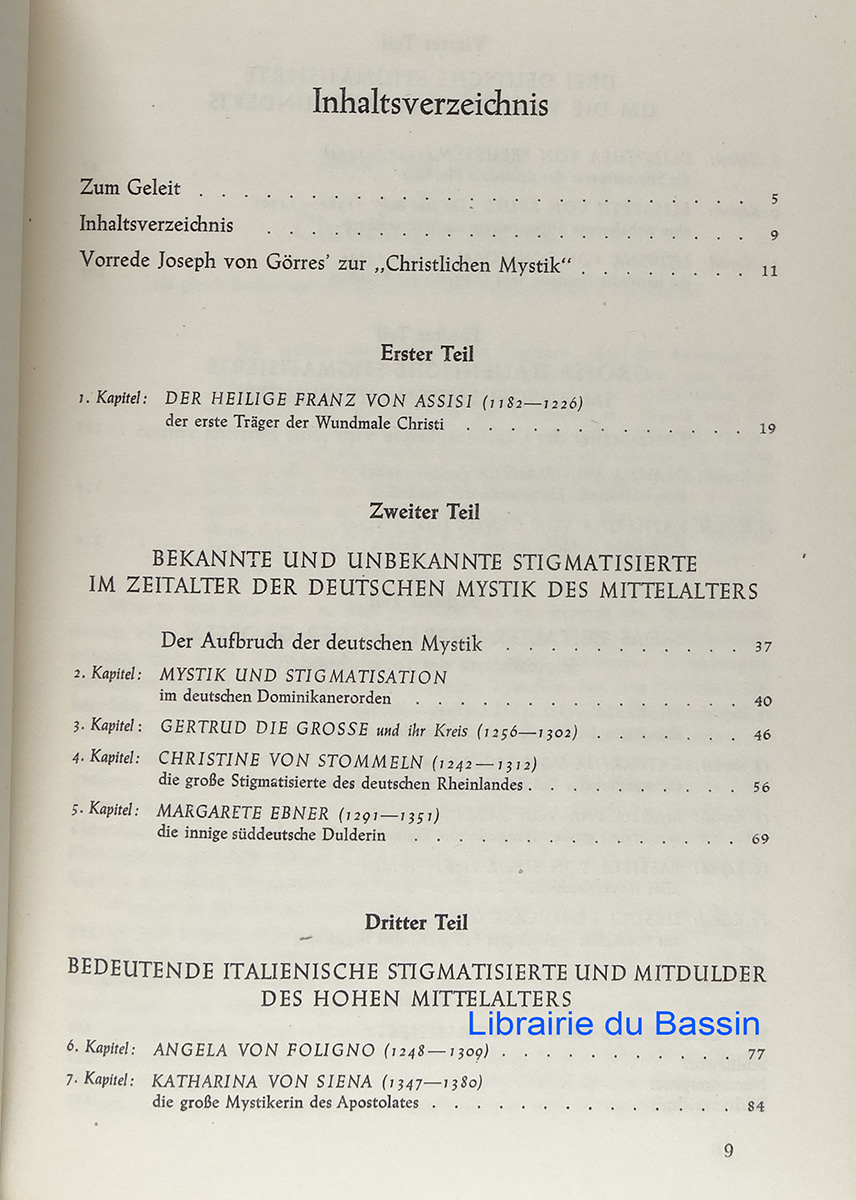 Inhaltsverzeichnis
Zum Geleit . . . . . . . . . . . . . . . . . . . . . . . 5
Inhaltsverzeichnis . . . . . . . . . . . . . . . . . . . 9
Vorrede Joseph von Görres’ zur „Christlichen Mystik“ . . . . . . . . 11
Erster Teil
1. Kapitel: DER HEILIGE FRANZ VON ASSISI (1182—1226)
der erste Träger der Wundmale Christi . . . . . . . . . . . . . 19
Zweiter Teil
BEKANNTE UND UNBEKANNTE STIGMATISIERTE
IM ZEITALTER DER DEUTSCHEN MYSTIK DES MITTELALTERS
Der Aufbruch der deutschen Mystik . . . . . . . . . . . 37
2. Kapitel: MYSTIK UND STIGMATISATION
im deutschen Dominikanerorden . . . . . . . . . . . . . . 40
3. Kapitel: GERTRUD DIE GROSSE und ihr Kreis (1256—1302) . . . . . . . 46
4. Kapitel: CHRISTINE VON STOMMELN (1242—1312)
die große Stigmatisierte des deutschen Rheinlandes . . . . . . . . . . 56
5. Kapitel: MARGARETE EBNER (1291—1351)
die innige süddeutsche Dulderin . . . . . . . . . . . . . . 69
Dritter Teil
BEDEUTENDE ITALIENISCHE STIGMATISIERTE UND MITDULDER
DES HOHEN MITTELALTERS
Librairie du Bassin
6. Kapitel: ANGELA VON FOLIGNO (1248—1309) . . . . . . . . . . . 77
7. Kapitel: KATHARINA VON SIENA (1347—1380)
die große Mystikerin des Apostolates . . . . . . . . . . . . . 84
9